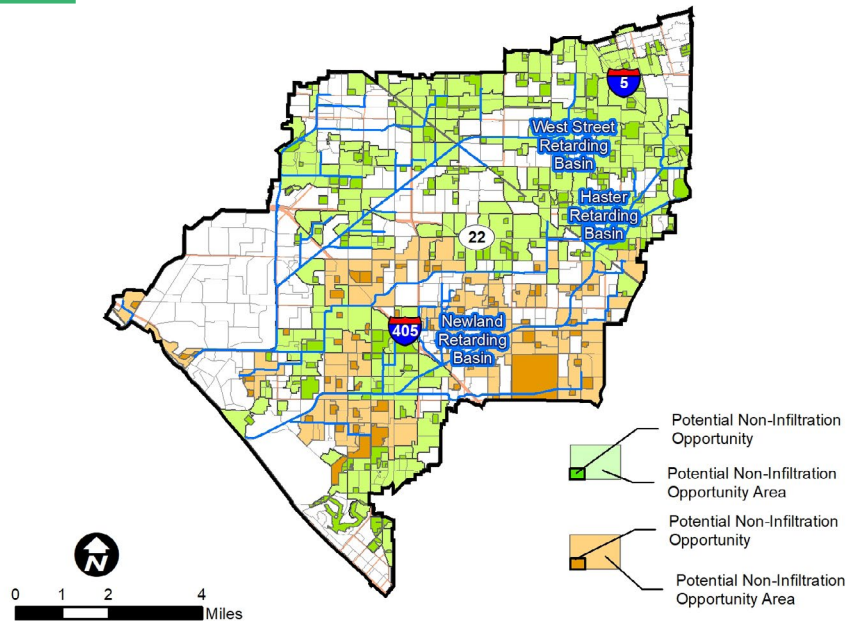 5
West Street
Retarding
Basin
Haster
Retarding
Basin
22
405
Newland
Retarding
Basin
Potential Non-Infiltration
Opportunity
Potential Non-Infiltration
Opportunity Area
Potential Non-Infiltration
Opportunity
Potential Non-Infiltration
Opportunity Area
N
0 1 2 4
Miles